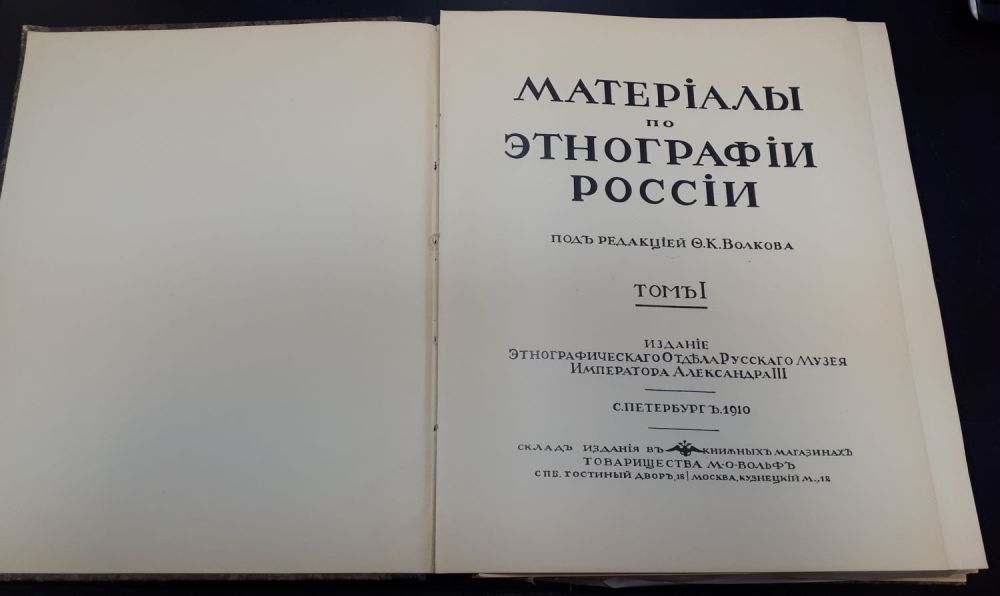 МАТЕРІАЛЫ
ПО
ЭТНОГРАФІИ
РОССІИ
ПОДЪ РЕДАКЦІЕЙ Ѳ.К.ВОЛКОВА
ТОМЪ I
ИЗДАНІЕ
ЭТНОГРАФИЧЕСКАГО ОТДѢЛА РУССКАГО МУЗЕЯ
ИМПЕРАТОРА АЛЕКСАНДРА III
С.ПЕТЕРБУРГЪ.1910
СКЛАДЪ ИЗДАНІЯ ВЪ КНИЖНЫХЪ МАГАЗИНАХЪ
ТОВАРИЩЕСТВА М.О.ВОЛЬФЪ
СПБ. ГОСТИНЫЙ ДВОРЪ, 18 | МОСКВА, КУЗНЕЦКІЙ М., 12